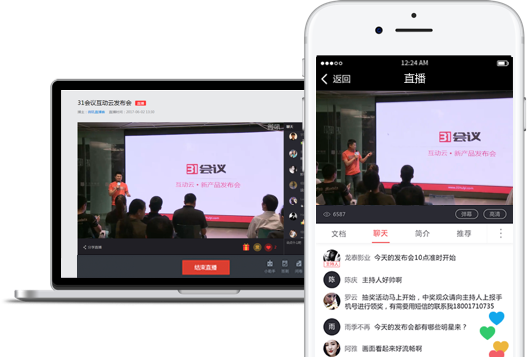 31会议互动云发布会
31会议
互动云·新产品发布会
结束直播
12:24 AM
返回
直播
31会议
互动云·新产品发布会
6587
弹幕
高清
文档
聊天
简介
推荐
龙泰影业 今天的发布会10点准时开始
主持人
陈
陈庆 主持人好帅啊
罗云 抽奖活动马上开始，中奖观众请向主持人上报手
机号进行领奖，有需要用短信的联系我18001710735
雨
雨季不再 今天的发布会都有哪些明星来？
阿雅 画面看起来好流畅啊